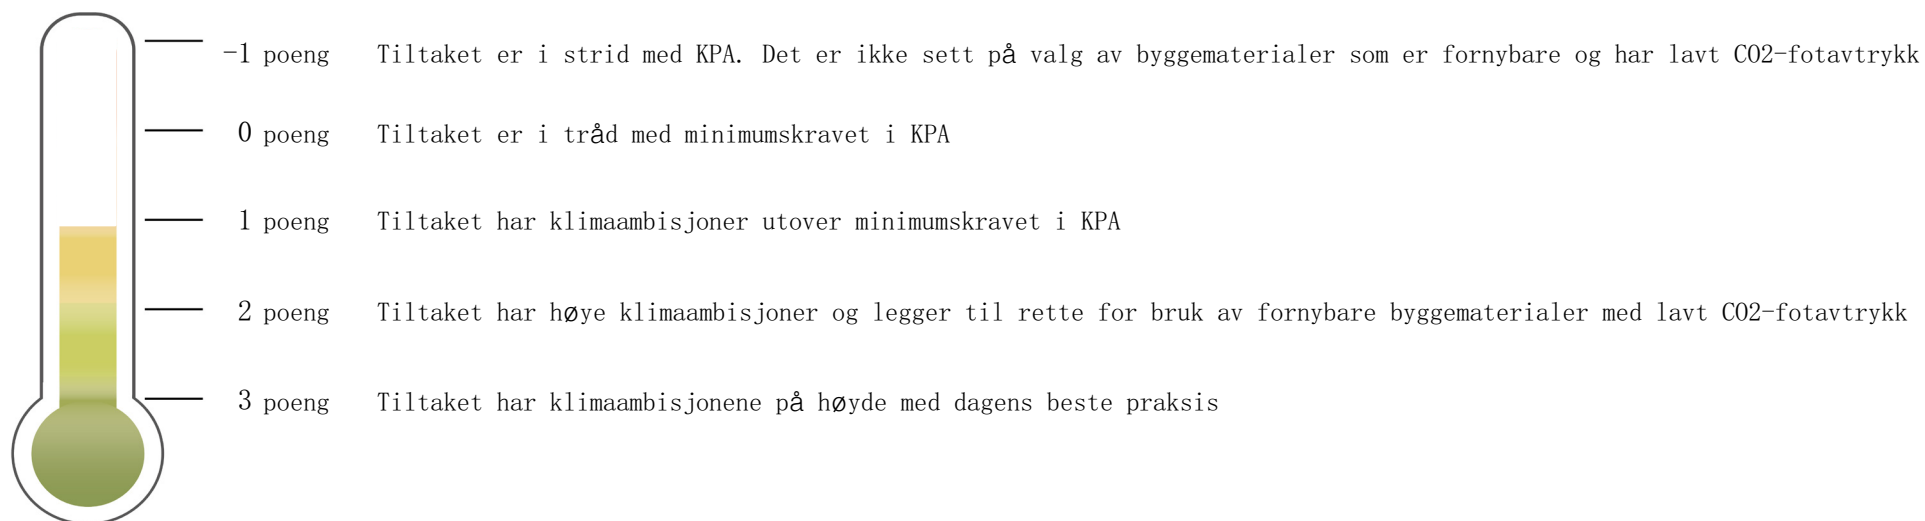 -1 poeng Tiltaket er i strid med KPA. Det er ikke sett på valg av byggematerialer som er fornybare og har lavt CO2-fotavtrykk
0 poeng Tiltaket er i tråd med minimumskravet i KPA
1 poeng Tiltaket har klimaambisjoner utover minimumskravet i KPA
2 poeng Tiltaket har høye klimaambisjoner og legger til rette for bruk av fornybare byggematerialer med lavt CO2-fotavtrykk
3 poeng Tiltaket har klimaambisjonene på høyde med dagens beste praksis